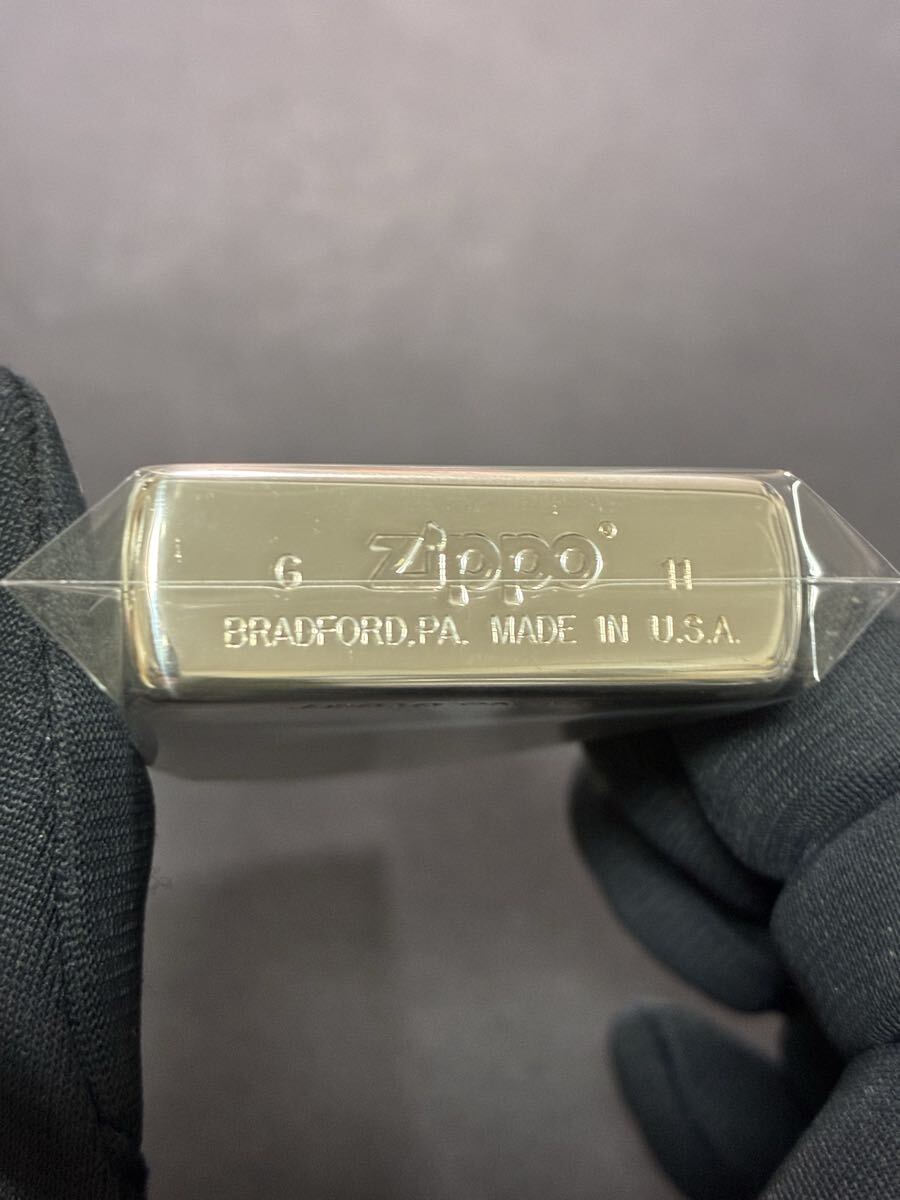 G Zippo® 11
BRADFORD,PA. MADE IN U.S.A.